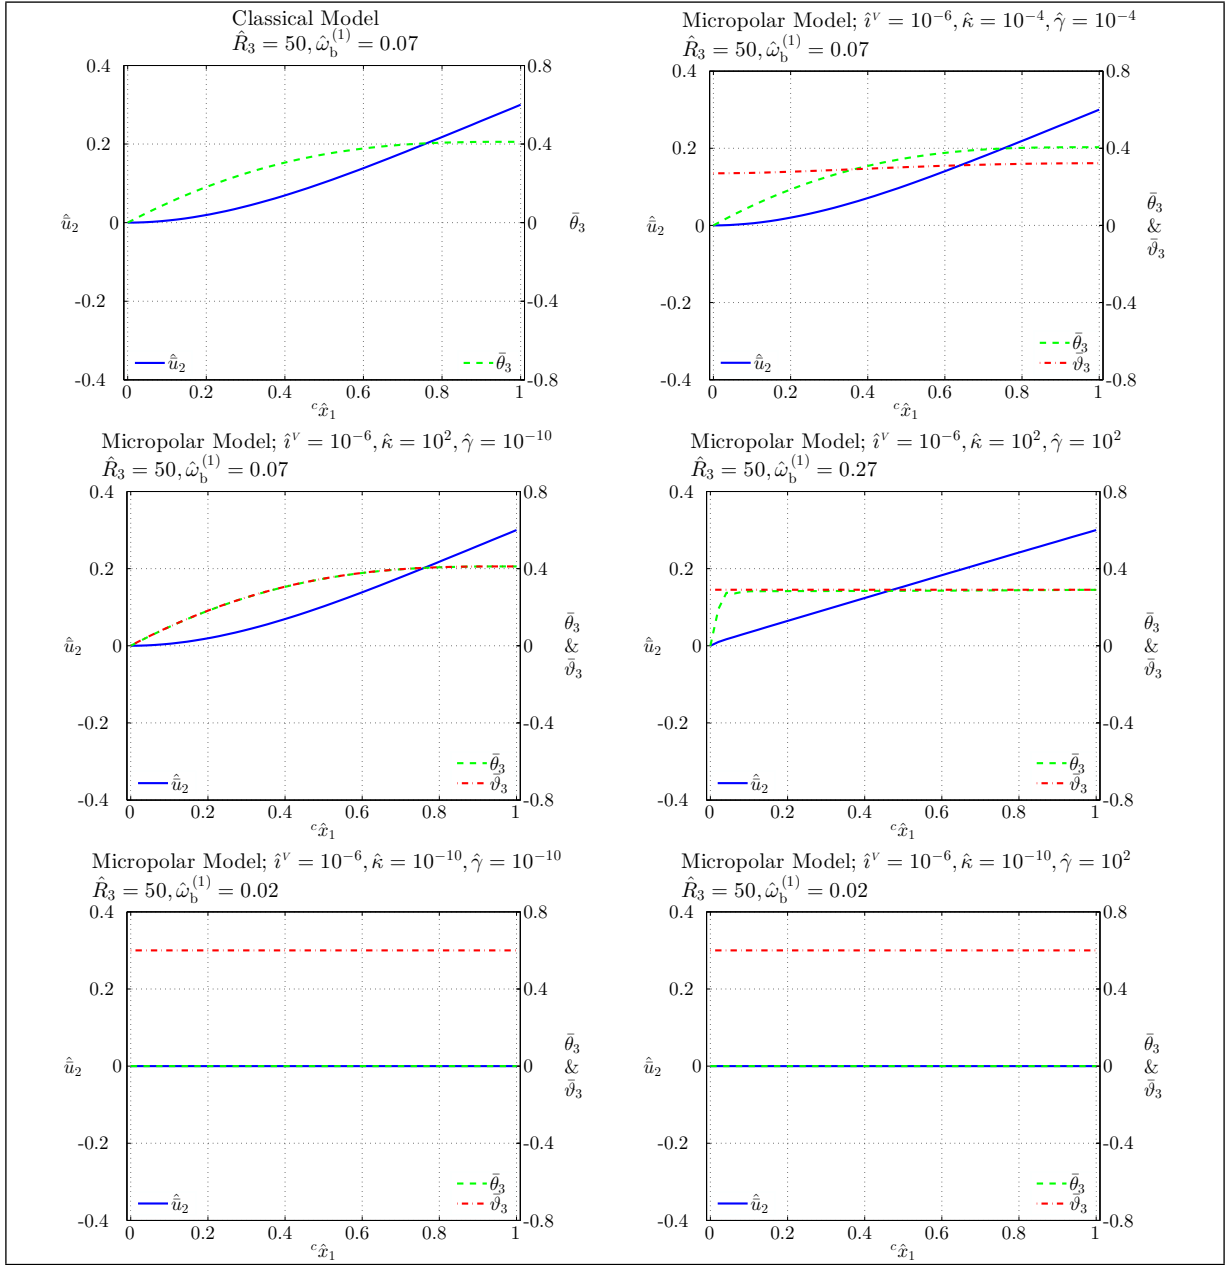 Classical Model
R̂₃ = 50, ω̂_b^(1) = 0.07
0.4
0.2
0
-0.2
-0.4
0.8
0.4
0
-0.4
-0.8
û̄₂
θ̄₃
û̄₂
θ̄₃
0 0.2 0.4 0.6 0.8 1
ᶜx̂₁
Micropolar Model; î^V = 10⁻⁶, κ̂ = 10⁻⁴, γ̂ = 10⁻⁴
R̂₃ = 50, ω̂_b^(1) = 0.07
0.4
0.2
0
-0.2
-0.4
0.8
0.4
0
-0.4
-0.8
û̄₂
θ̄₃
&
ϑ̄₃
θ̄₃
û̄₂
ϑ̄₃
0 0.2 0.4 0.6 0.8 1
ᶜx̂₁
Micropolar Model; î^V = 10⁻⁶, κ̂ = 10², γ̂ = 10⁻¹⁰
R̂₃ = 50, ω̂_b^(1) = 0.07
0.4
0.2
0
-0.2
-0.4
0.8
0.4
0
-0.4
-0.8
û̄₂
θ̄₃
&
ϑ̄₃
θ̄₃
û̄₂
ϑ̄₃
0 0.2 0.4 0.6 0.8 1
ᶜx̂₁
Micropolar Model; î^V = 10⁻⁶, κ̂ = 10², γ̂ = 10²
R̂₃ = 50, ω̂_b^(1) = 0.27
0.4
0.2
0
-0.2
-0.4
0.8
0.4
0
-0.4
-0.8
û̄₂
θ̄₃
&
ϑ̄₃
θ̄₃
û̄₂
ϑ̄₃
0 0.2 0.4 0.6 0.8 1
ᶜx̂₁
Micropolar Model; î^V = 10⁻⁶, κ̂ = 10⁻¹⁰, γ̂ = 10⁻¹⁰
R̂₃ = 50, ω̂_b^(1) = 0.02
0.4
0.2
0
-0.2
-0.4
0.8
0.4
0
-0.4
-0.8
û̄₂
θ̄₃
&
ϑ̄₃
θ̄₃
û̄₂
ϑ̄₃
0 0.2 0.4 0.6 0.8 1
ᶜx̂₁
Micropolar Model; î^V = 10⁻⁶, κ̂ = 10⁻¹⁰, γ̂ = 10²
R̂₃ = 50, ω̂_b^(1) = 0.02
0.4
0.2
0
-0.2
-0.4
0.8
0.4
0
-0.4
-0.8
û̄₂
θ̄₃
&
ϑ̄₃
θ̄₃
û̄₂
ϑ̄₃
0 0.2 0.4 0.6 0.8 1
ᶜx̂₁